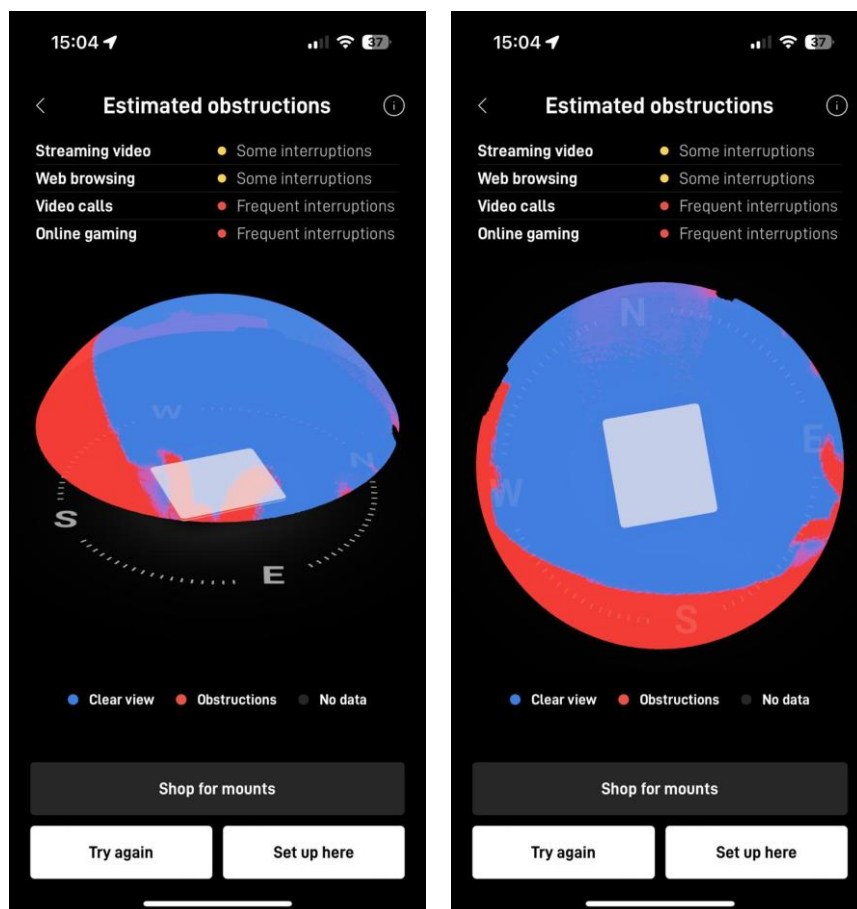 15:04
37
Estimated obstructions
Streaming video Some interruptions
Web browsing Some interruptions
Video calls Frequent interruptions
Online gaming Frequent interruptions
W
N
S
E
Clear view Obstructions No data
Shop for mounts
Try again Set up here
15:04
37
Estimated obstructions
Streaming video Some interruptions
Web browsing Some interruptions
Video calls Frequent interruptions
Online gaming Frequent interruptions
N
E
W
S
Clear view Obstructions No data
Shop for mounts
Try again Set up here